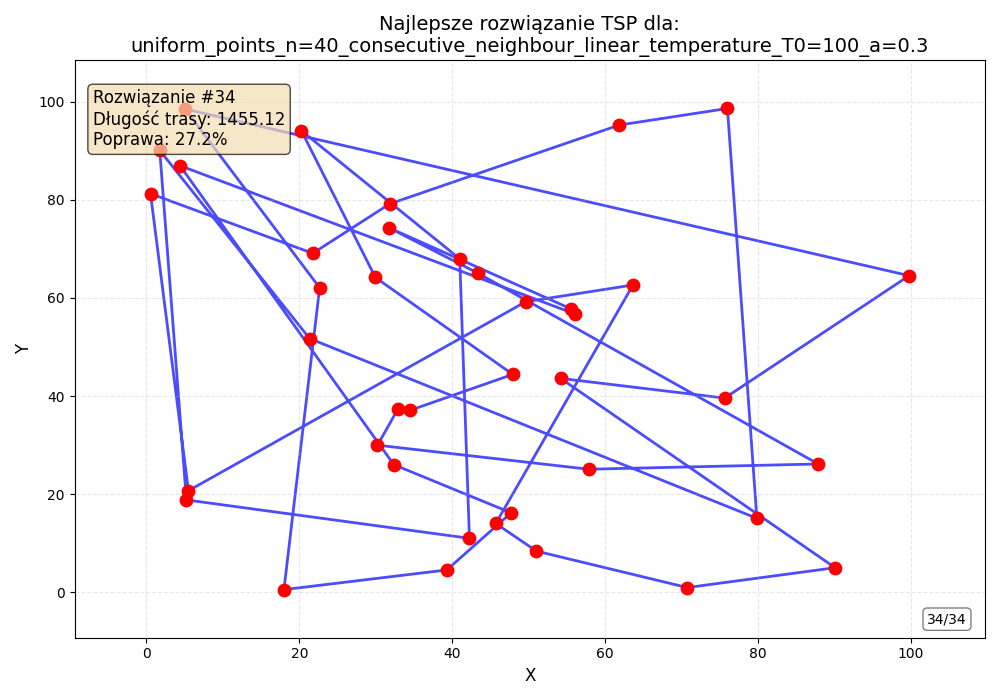 Najlepsze rozwiązanie TSP dla:
uniform_points_n=40_consecutive_neighbour_linear_temperature_T0=100_a=0.3
Rozwiązanie #34
Długość trasy: 1455.12
Poprawa: 27.2%
100
80
60
40
20
0
Y
34/34
0 20 40 60 80 100
X